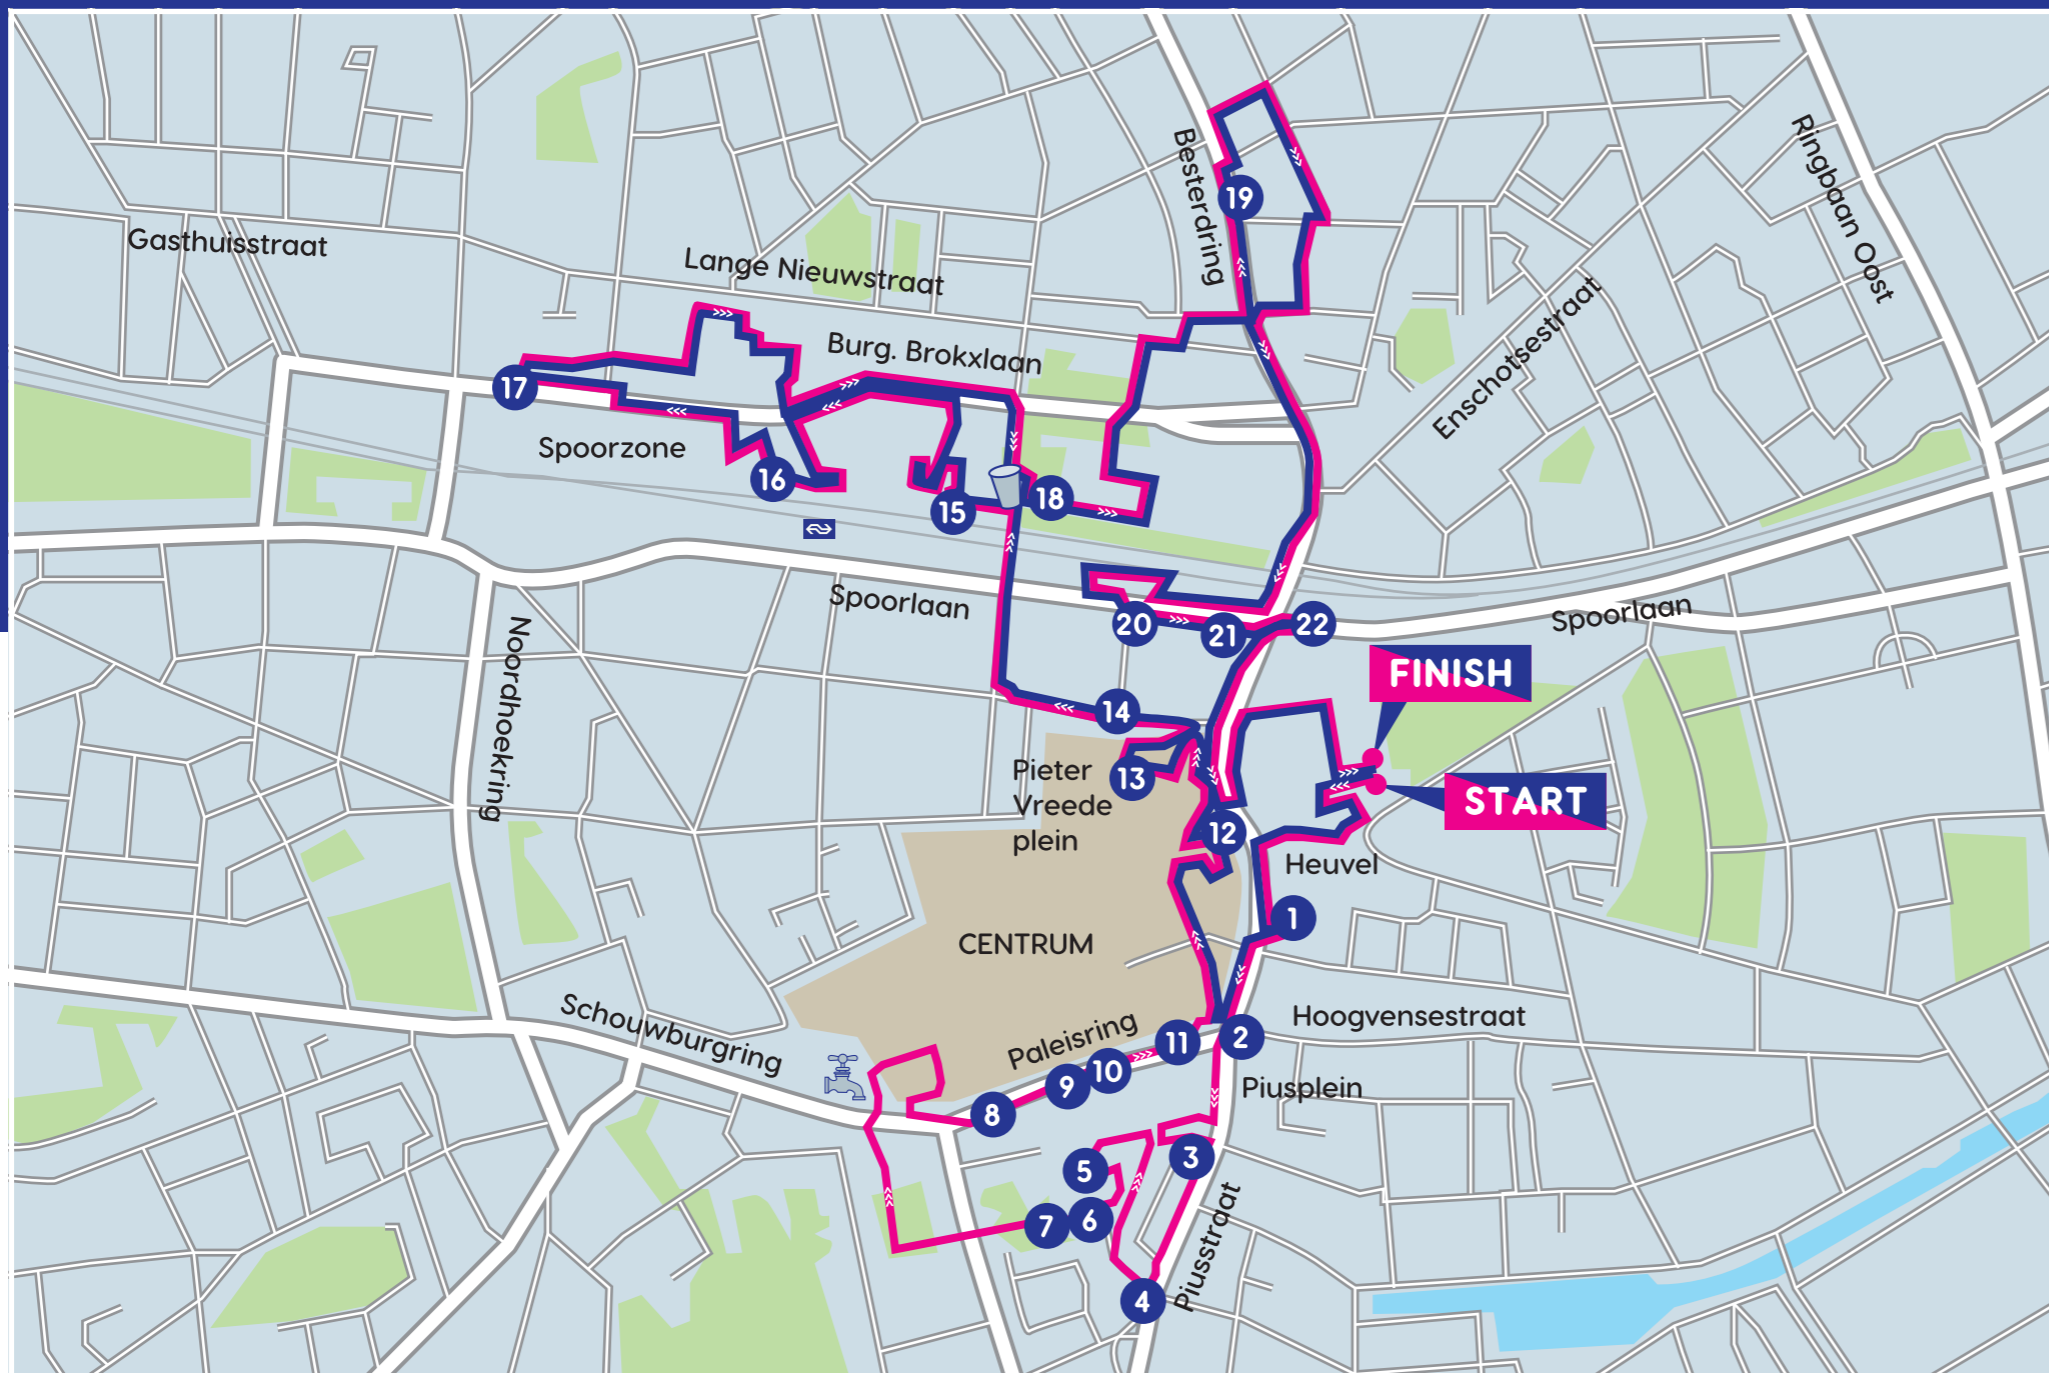 Besterdring
Ringbaan Oost
19
Gasthuisstraat
Lange Nieuwstraat
Enschotsestraat
Burg. Brokxlaan
17
Spoorzone
16
15
18
Spoorlaan
20
21
22
Spoorlaan
Noordhoekring
FINISH
14
START
Pieter
Vreede
plein
13
12
Heuvel
1
CENTRUM
Schouwburgring
Paleisring
Hoogvensestraat
11
2
10
9
8
Piusplein
3
5
6
7
Piusstraat
4